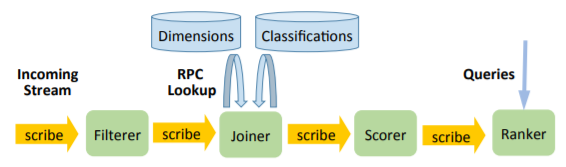 Dimensions
Classifications
Incoming
Stream
RPC
Lookup
Queries
scribe
Filterer
scribe
Joiner
scribe
Scorer
scribe
Ranker